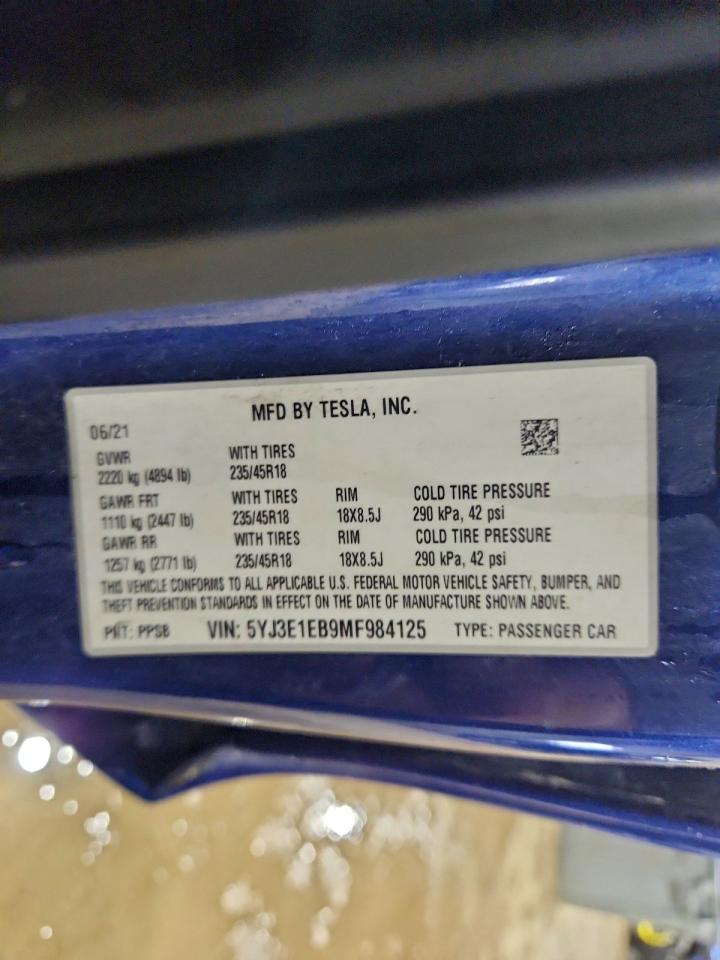 MFD BY TESLA, INC.
06/21
GVWR WITH TIRES
2220 kg (4894 lb) 235/45R18
GAWR FRT WITH TIRES RIM COLD TIRE PRESSURE
1110 kg (2447 lb) 235/45R18 18X8.5J 290 kPa, 42 psi
GAWR RR WITH TIRES RIM COLD TIRE PRESSURE
1257 kg (2771 lb) 235/45R18 18X8.5J 290 kPa, 42 psi
THIS VEHICLE CONFORMS TO ALL APPLICABLE U.S. FEDERAL MOTOR VEHICLE SAFETY, BUMPER, AND
THEFT PREVENTION STANDARDS IN EFFECT ON THE DATE OF MANUFACTURE SHOWN ABOVE.
PNT: PPSB VIN: 5YJ3E1EB9MF984125 TYPE: PASSENGER CAR